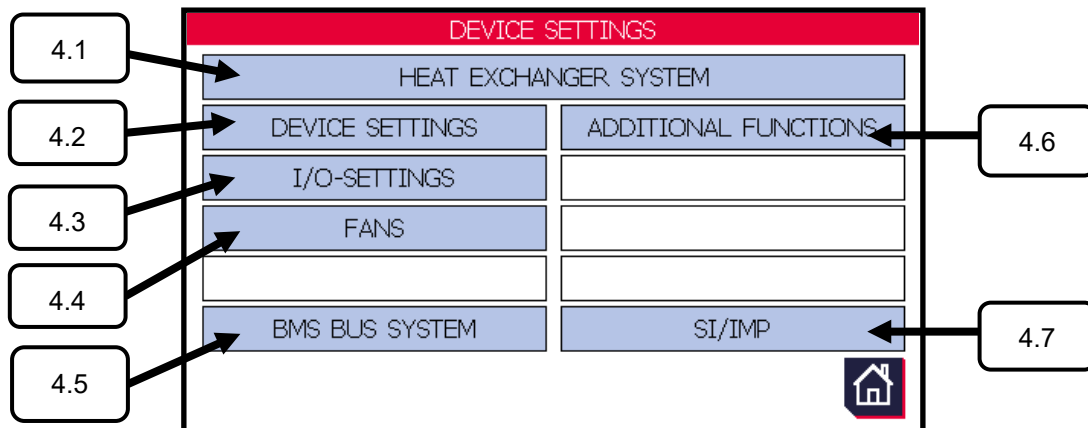 DEVICE SETTINGS
4.1
HEAT EXCHANGER SYSTEM
4.2
DEVICE SETTINGS
ADDITIONAL FUNCTIONS
4.6
4.3
I/O-SETTINGS
4.4
FANS
4.5
BMS BUS SYSTEM
SI/IMP
4.7